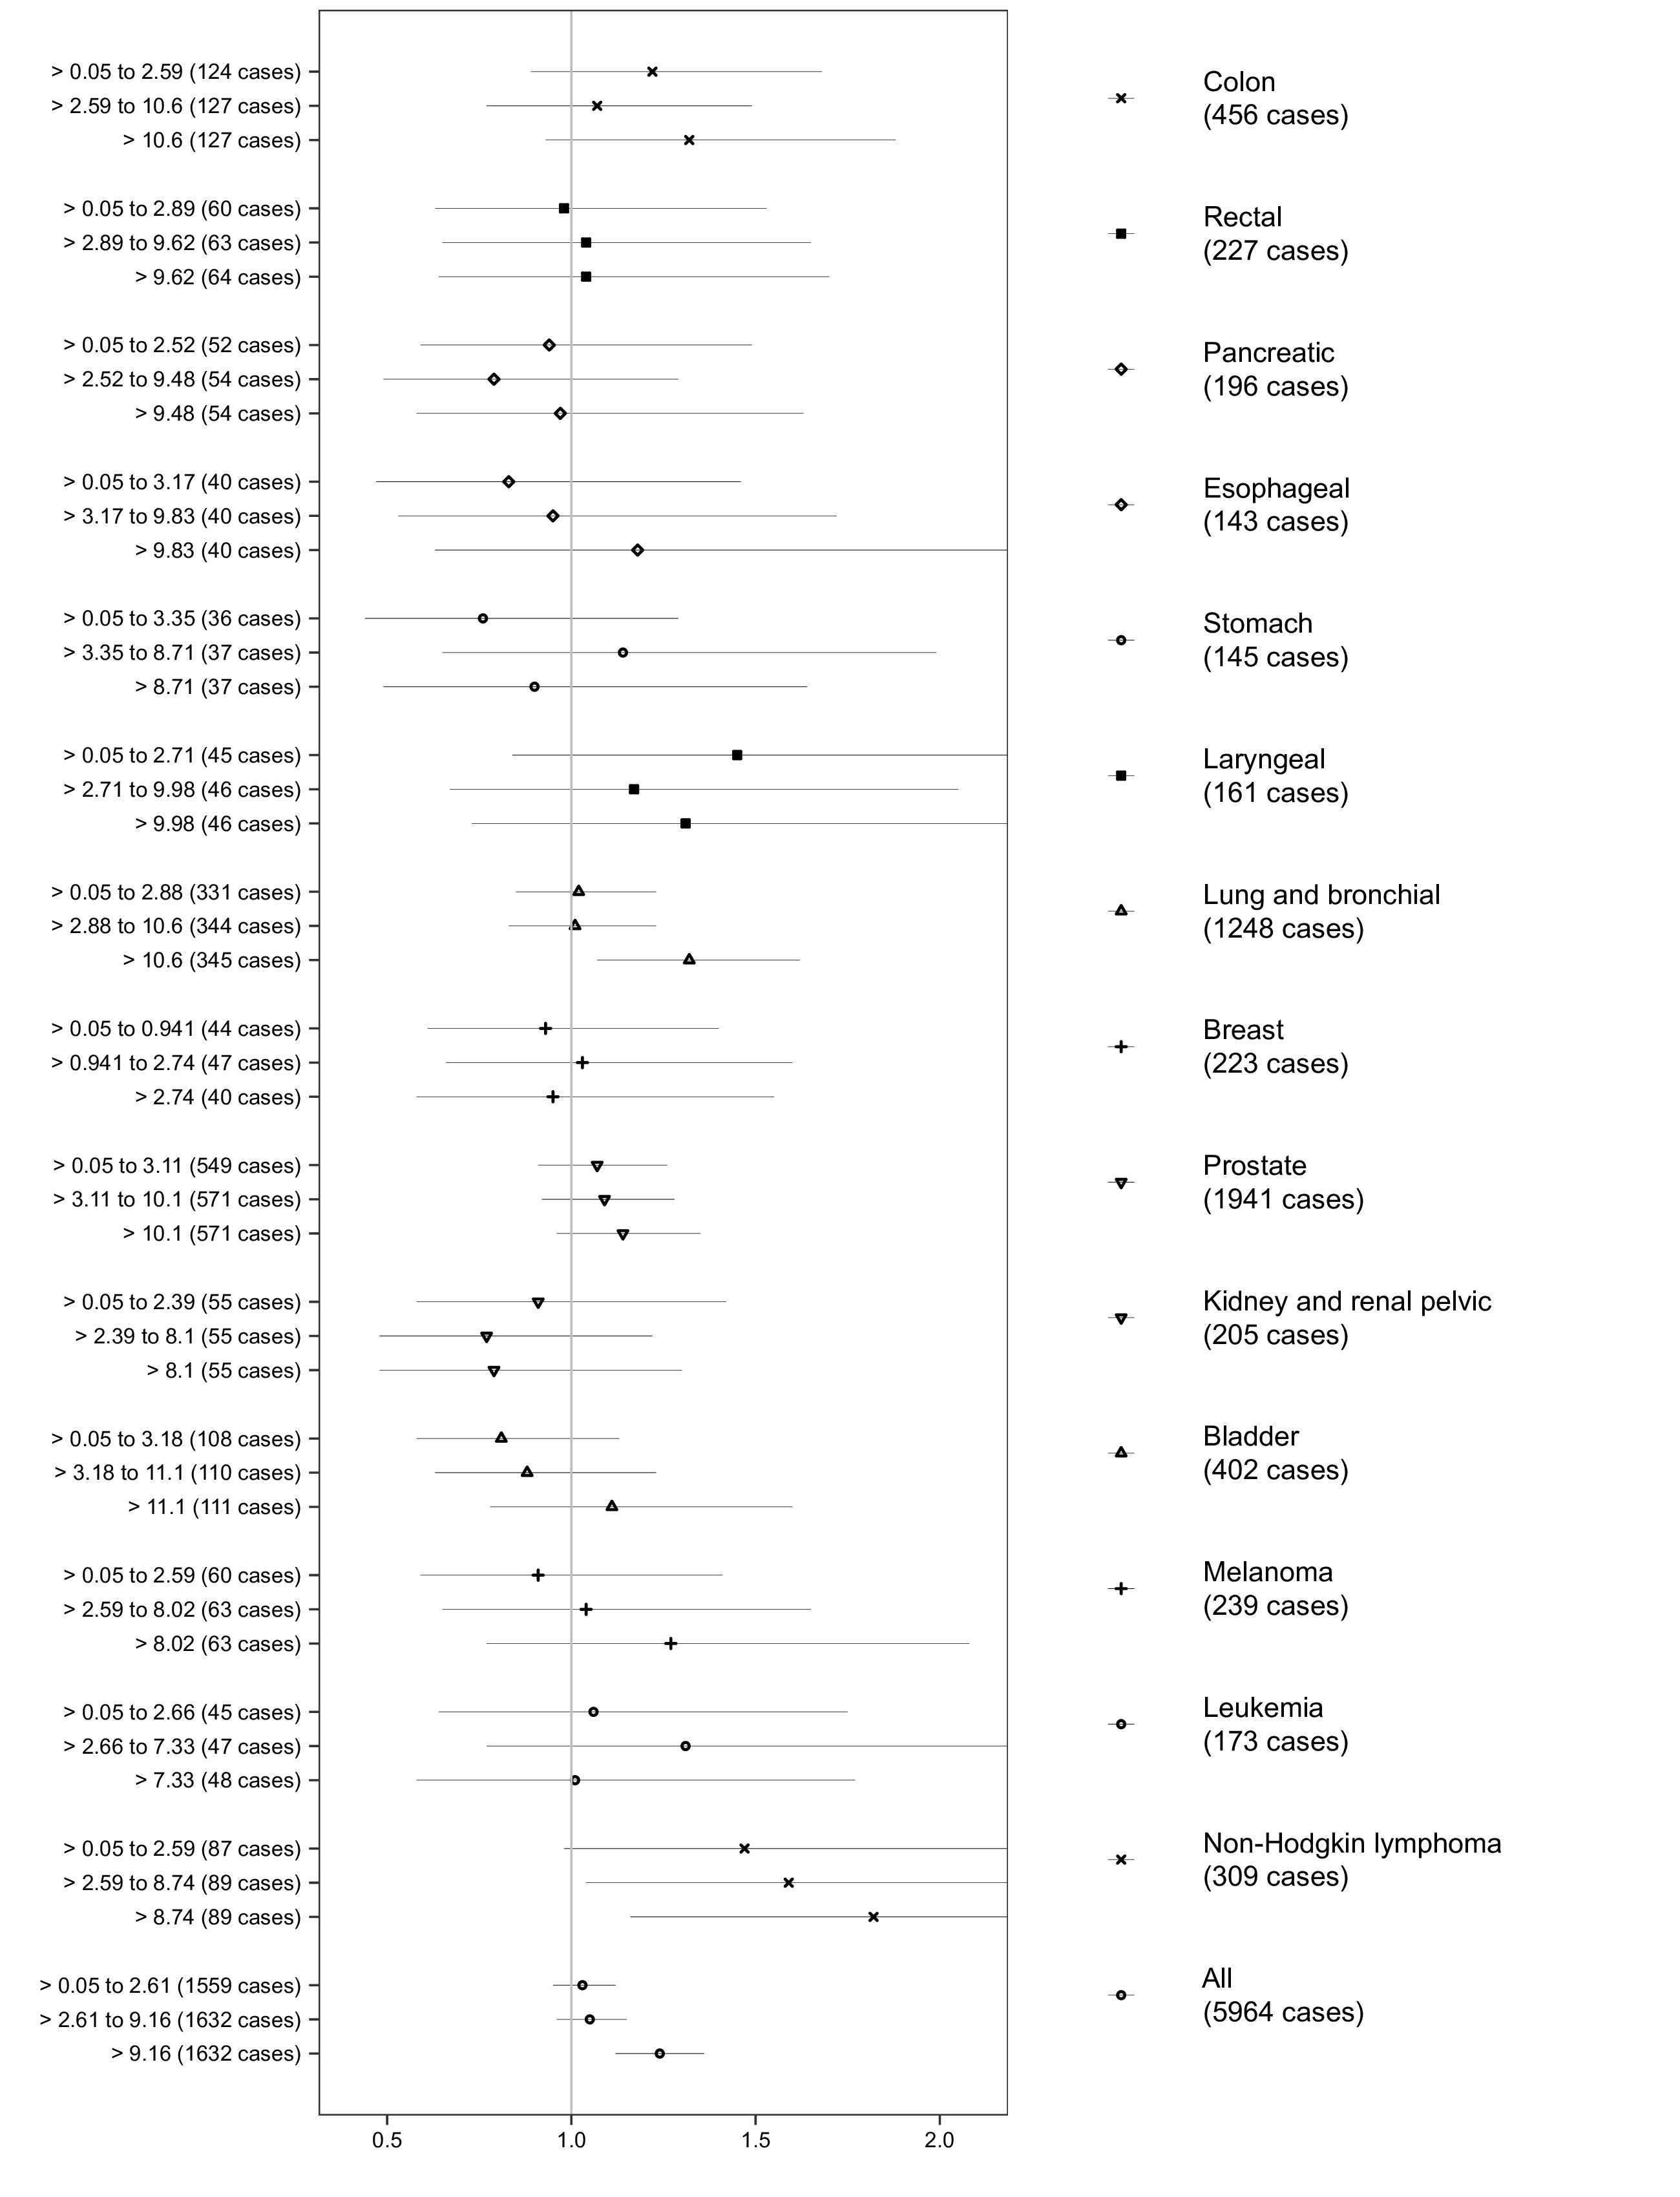 > 0.05 to 2.59 (124 cases)
> 2.59 to 10.6 (127 cases)
> 10.6 (127 cases)
Colon
(456 cases)
> 0.05 to 2.89 (60 cases)
> 2.89 to 9.62 (63 cases)
> 9.62 (64 cases)
Rectal
(227 cases)
> 0.05 to 2.52 (52 cases)
> 2.52 to 9.48 (54 cases)
> 9.48 (54 cases)
Pancreatic
(196 cases)
> 0.05 to 3.17 (40 cases)
> 3.17 to 9.83 (40 cases)
> 9.83 (40 cases)
Esophageal
(143 cases)
> 0.05 to 3.35 (36 cases)
> 3.35 to 8.71 (37 cases)
> 8.71 (37 cases)
Stomach
(145 cases)
> 0.05 to 2.71 (45 cases)
> 2.71 to 9.98 (46 cases)
> 9.98 (46 cases)
Laryngeal
(161 cases)
> 0.05 to 2.88 (331 cases)
> 2.88 to 10.6 (344 cases)
> 10.6 (345 cases)
Lung and bronchial
(1248 cases)
> 0.05 to 0.941 (44 cases)
> 0.941 to 2.74 (47 cases)
> 2.74 (40 cases)
Breast
(223 cases)
> 0.05 to 3.11 (549 cases)
> 3.11 to 10.1 (571 cases)
> 10.1 (571 cases)
Prostate
(1941 cases)
> 0.05 to 2.39 (55 cases)
> 2.39 to 8.1 (55 cases)
> 8.1 (55 cases)
Kidney and renal pelvic
(205 cases)
> 0.05 to 3.18 (108 cases)
> 3.18 to 11.1 (110 cases)
> 11.1 (111 cases)
Bladder
(402 cases)
> 0.05 to 2.59 (60 cases)
> 2.59 to 8.02 (63 cases)
> 8.02 (63 cases)
Melanoma
(239 cases)
> 0.05 to 2.66 (45 cases)
> 2.66 to 7.33 (47 cases)
> 7.33 (48 cases)
Leukemia
(173 cases)
> 0.05 to 2.59 (87 cases)
> 2.59 to 8.74 (89 cases)
> 8.74 (89 cases)
Non-Hodgkin lymphoma
(309 cases)
> 0.05 to 2.61 (1559 cases)
> 2.61 to 9.16 (1632 cases)
> 9.16 (1632 cases)
All
(5964 cases)
0.5 1.0 1.5 2.0